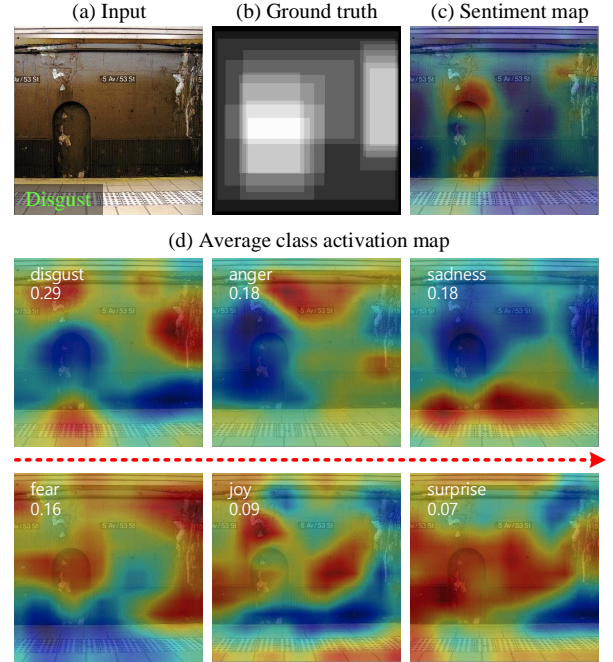 (a) Input (b) Ground truth (c) Sentiment map
Av / 53 St 5 Av / 53 St
Disgust
(d) Average class activation map
disgust anger sadness
0.29 0.18 0.18
fear joy surprise
0.16 0.09 0.07